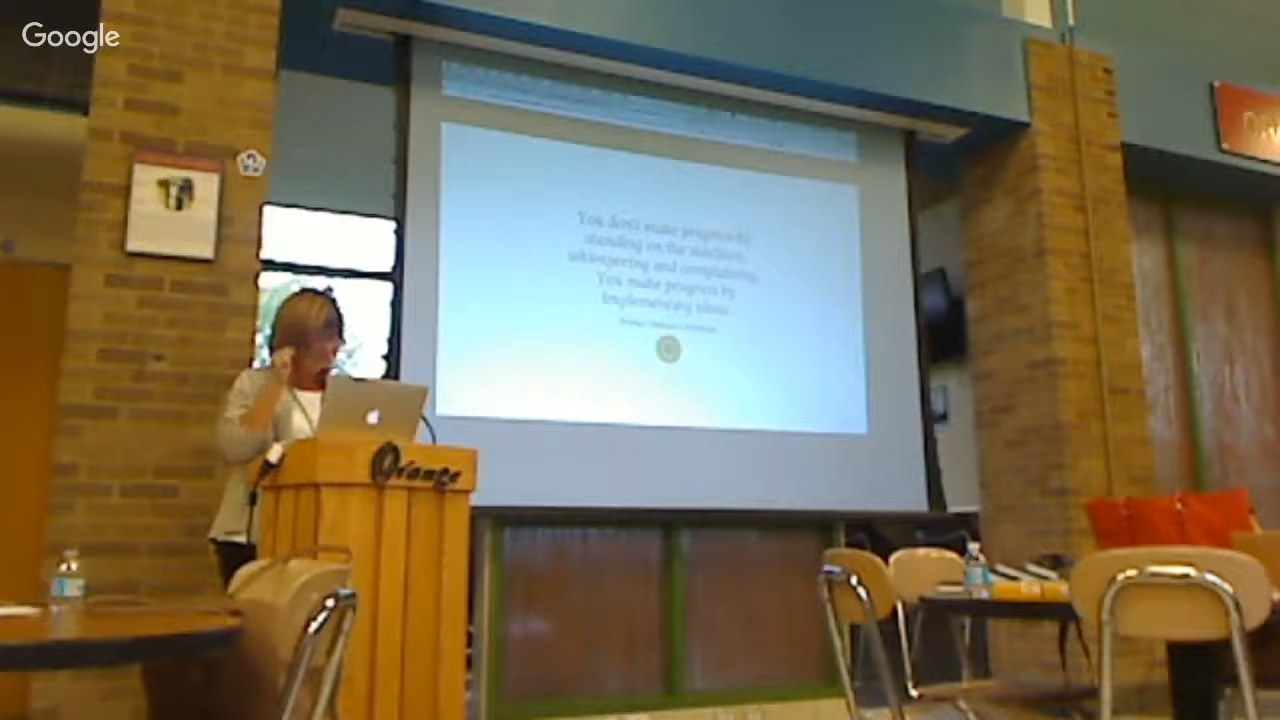 Google
You don't make progress by
standing on the sidelines,
whimpering and complaining.
You make progress by
implementing ideas.
Orange